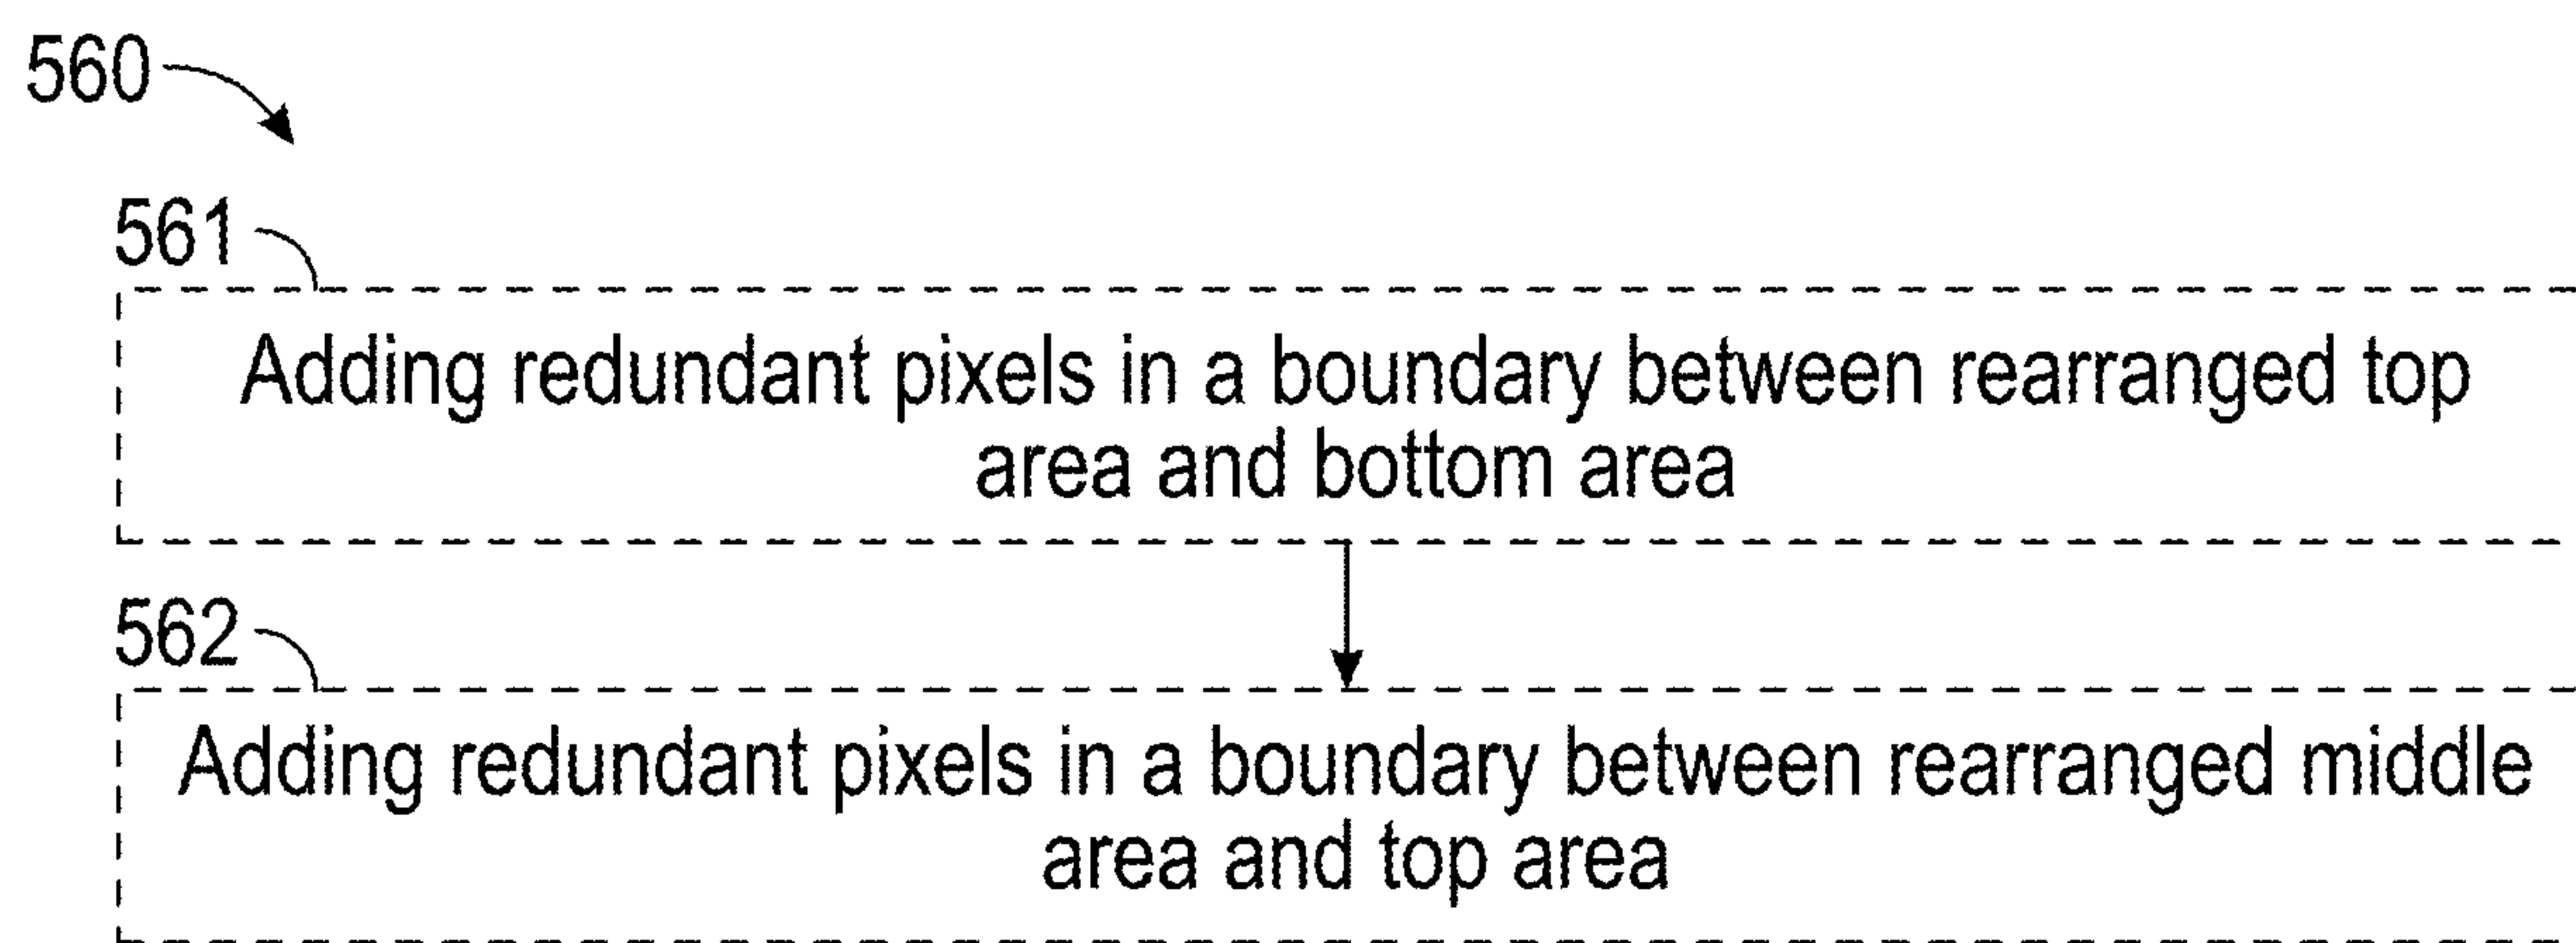 560
561
Adding redundant pixels in a boundary between rearranged top
area and bottom area
562
Adding redundant pixels in a boundary between rearranged middle
area and top area